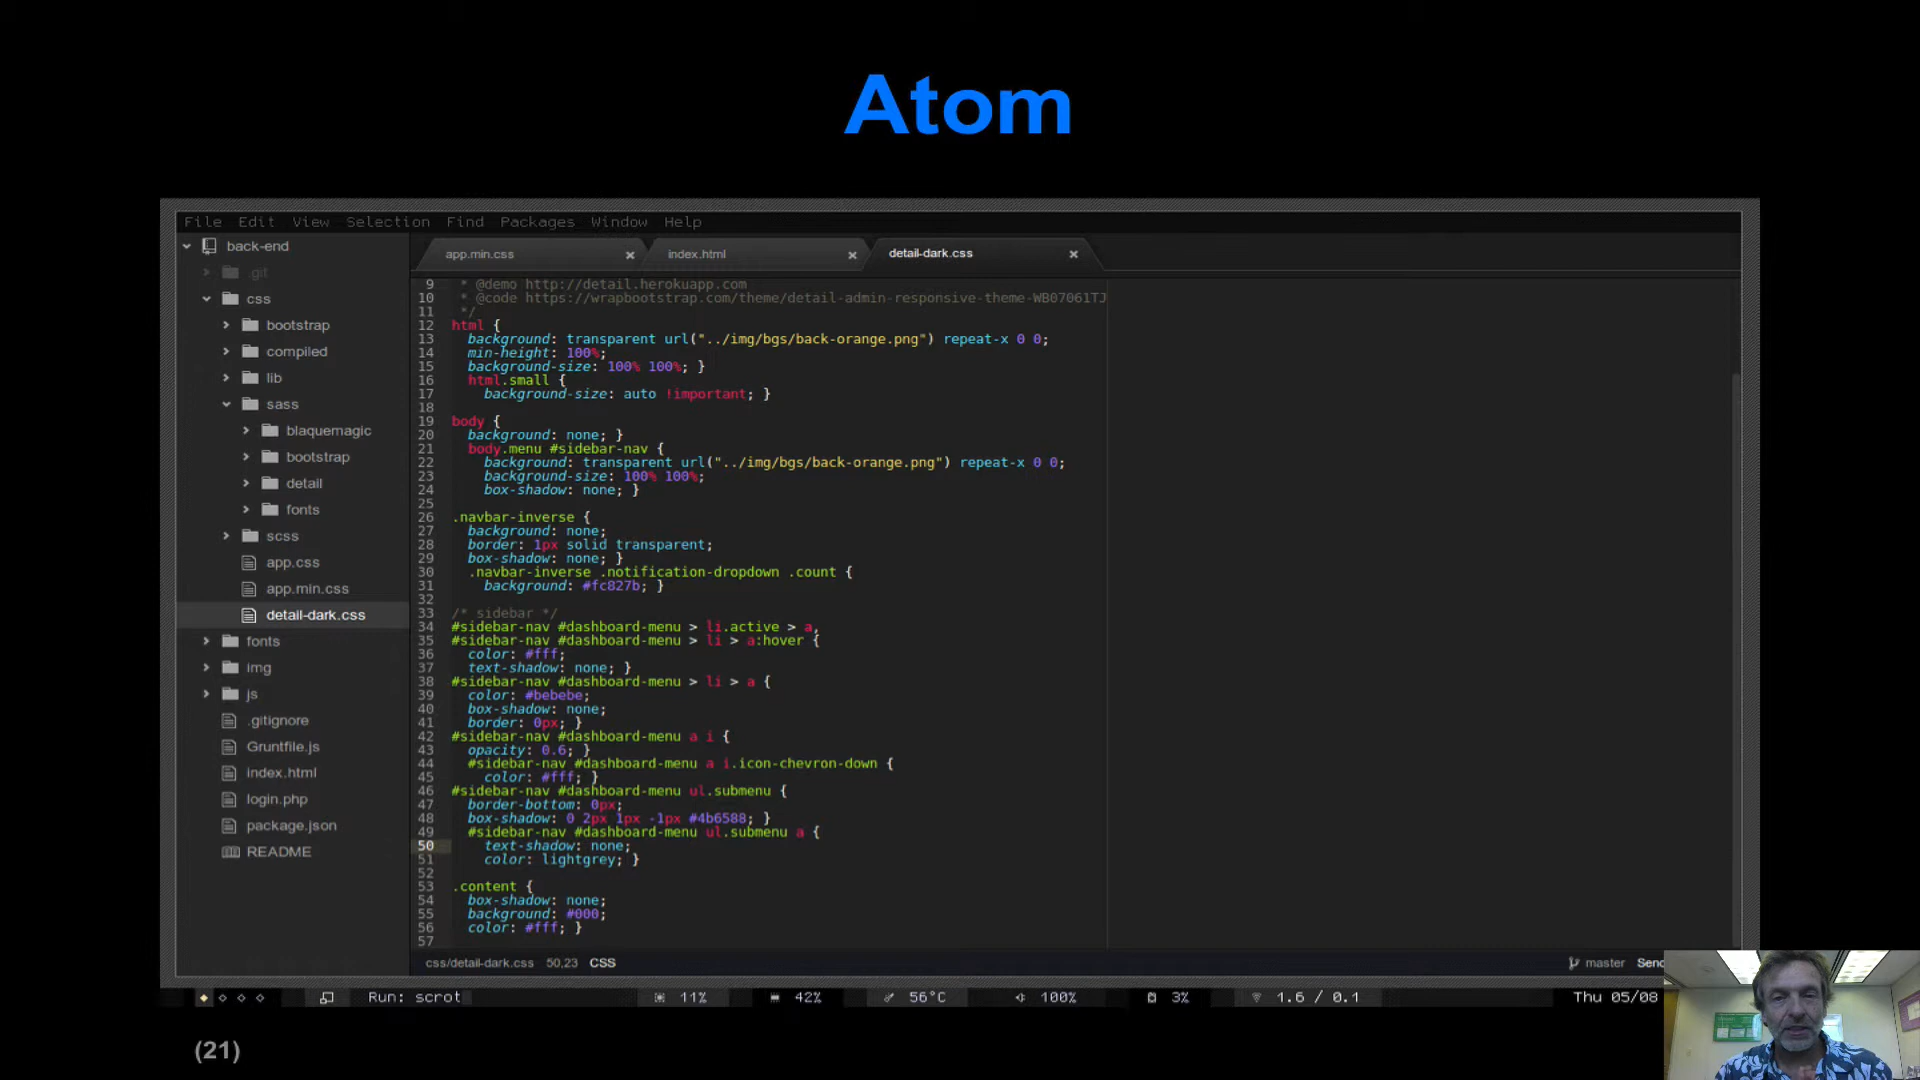 Atom
File Edit View Selection Find Packages Window Help
back-end
.git
css
bootstrap
compiled
lib
sass
blaquemagic
bootstrap
detail
fonts
scss
app.css
app.min.css
detail-dark.css
fonts
img
js
.gitignore
Gruntfile.js
index.html
login.php
package.json
README
app.min.css index.html detail-dark.css
9 * @demo http://detail.herokuapp.com
10 * @code https://wrapbootstrap.com/theme/detail-admin-responsive-theme-WB07061TJ
11 */
12 html {
13 background: transparent url("../img/bgs/back-orange.png") repeat-x 0 0;
14 min-height: 100%;
15 background-size: 100% 100%; }
16 html.small {
17 background-size: auto !important; }
18
19 body {
20 background: none; }
21 body.menu #sidebar-nav {
22 background: transparent url("../img/bgs/back-orange.png") repeat-x 0 0;
23 background-size: 100% 100%;
24 box-shadow: none; }
25
26 .navbar-inverse {
27 background: none;
28 border: 1px solid transparent;
29 box-shadow: none; }
30 .navbar-inverse .notification-dropdown .count {
31 background: #fc827b; }
32
33 /* sidebar */
34 #sidebar-nav #dashboard-menu > li.active > a,
35 #sidebar-nav #dashboard-menu > li > a:hover {
36 color: #fff;
37 text-shadow: none; }
38 #sidebar-nav #dashboard-menu > li > a {
39 color: #bebebe;
40 box-shadow: none;
41 border: 0px; }
42 #sidebar-nav #dashboard-menu a i {
43 opacity: 0.6; }
44 #sidebar-nav #dashboard-menu a i.icon-chevron-down {
45 color: #fff; }
46 #sidebar-nav #dashboard-menu ul.submenu {
47 border-bottom: 0px;
48 box-shadow: 0 2px 1px -1px #4b6588; }
49 #sidebar-nav #dashboard-menu ul.submenu a {
50 text-shadow: none;
51 color: lightgrey; }
52
53 .content {
54 box-shadow: none;
55 background: #000;
56 color: #fff; }
57
css/detail-dark.css 50,23 CSS master Send
Run: scrot 11% 42% 56°C 100% 3% 1.6 / 0.1 Thu 05/08
(21)